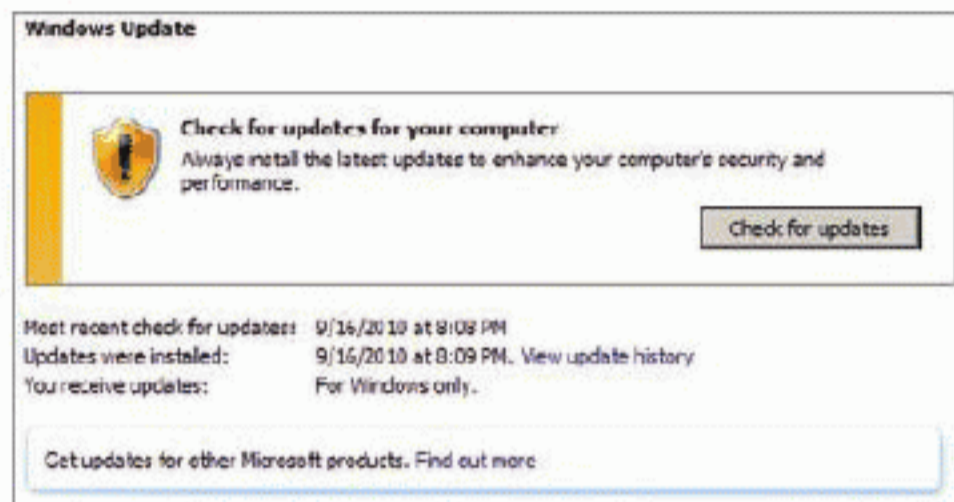 Windows Update
Check for updates for your computer
Always install the latest updates to enhance your computer's security and
performance.
Check for updates
Most recent check for updates: 9/16/2010 at 8:08 PM
Updates were installed: 9/16/2010 at 8:09 PM. View update history
You receive updates: For Windows only.
Get updates for other Microsoft products. Find out more